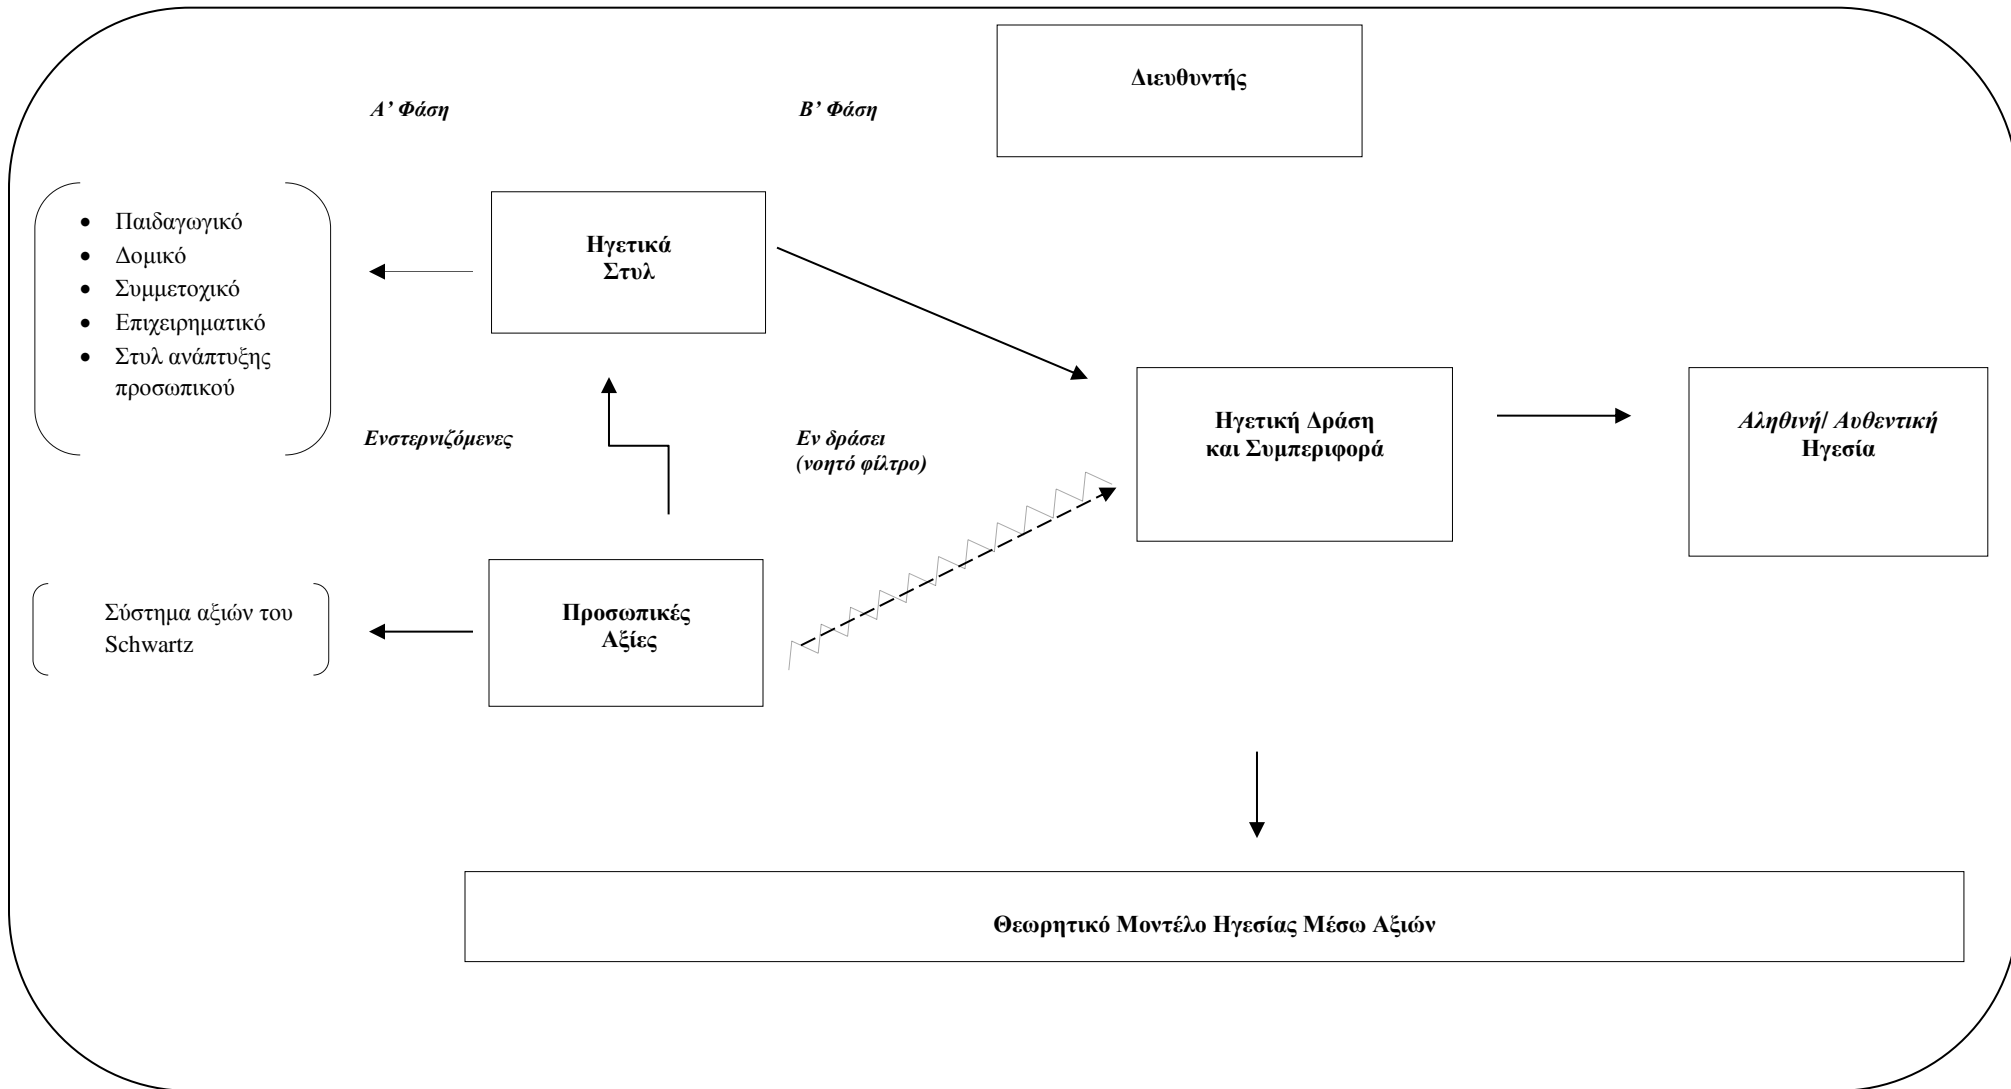 Διευθυντής
Α’ Φάση
Β’ Φάση
• Παιδαγωγικό
• Δομικό
• Συμμετοχικό
• Επιχειρηματικό
• Στυλ ανάπτυξης
προσωπικού
Ηγετικά
Στυλ
Ενστερνιζόμενες
Εν δράσει
(νοητό φίλτρο)
Ηγετική Δράση
και Συμπεριφορά
Αληθινή/ Αυθεντική
Ηγεσία
Σύστημα αξιών του
Schwartz
Προσωπικές
Αξίες
Θεωρητικό Μοντέλο Ηγεσίας Μέσω Αξιών